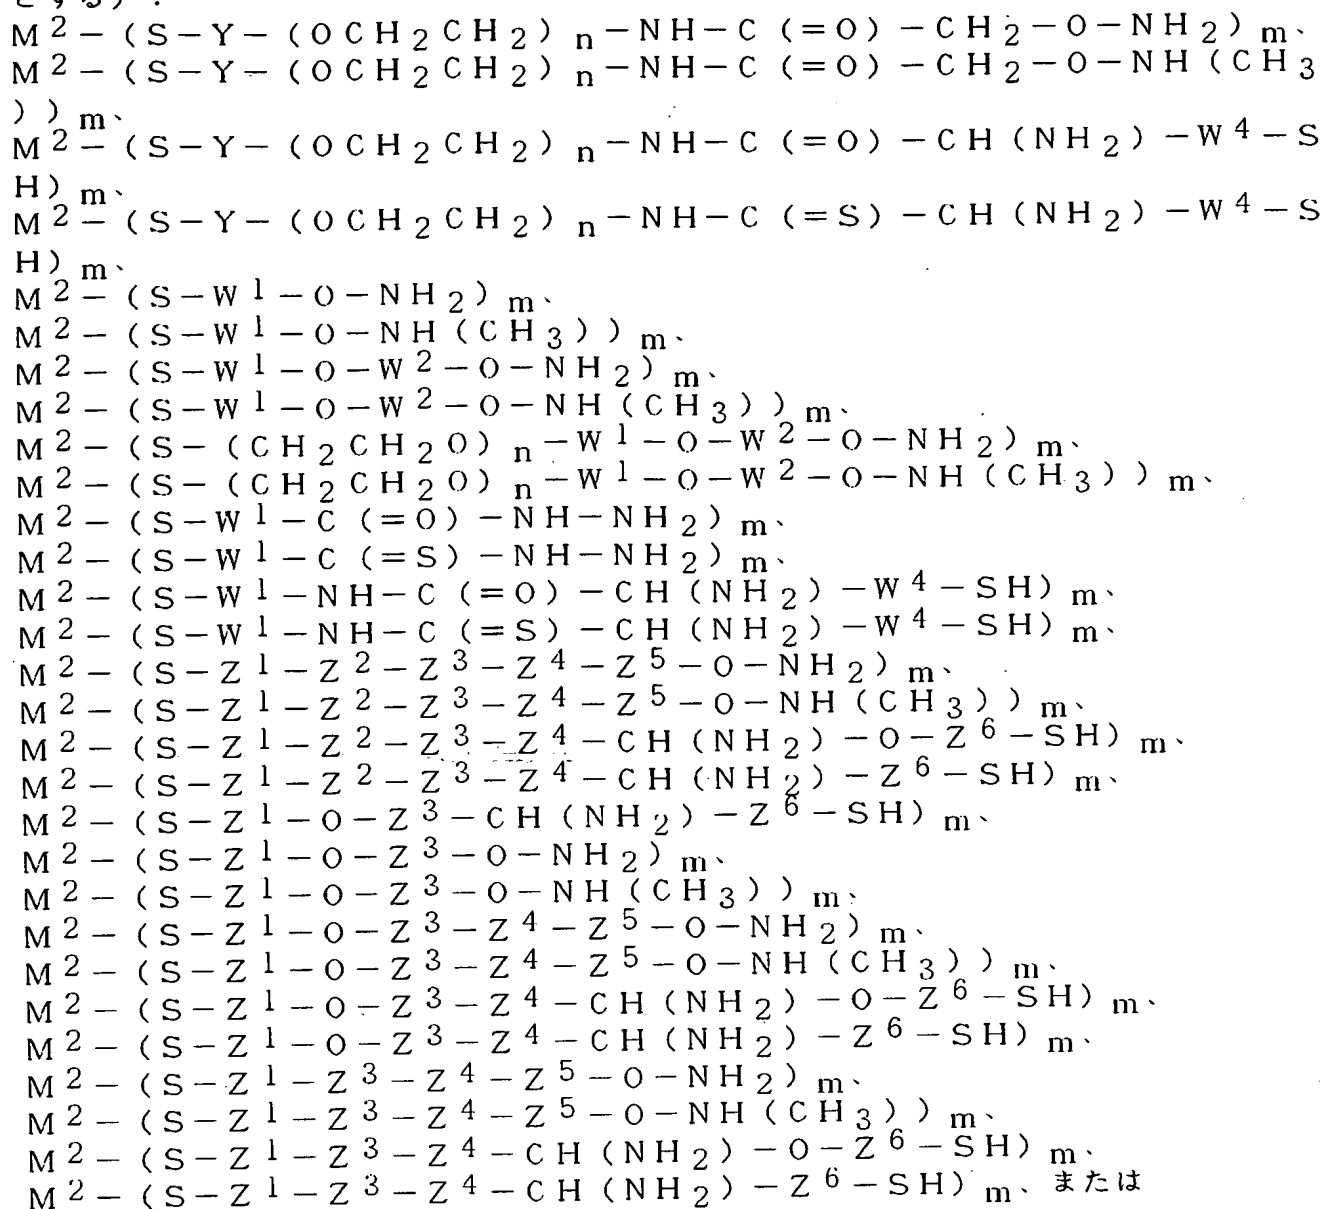 とする）：
M2－（S－Y－（OCH2CH2）n－NH－C（＝O）－CH2－O－NH2）m、
M2－（S－Y－（OCH2CH2）n－NH－C（＝O）－CH2－O－NH（CH3
））m、
M2－（S－Y－（OCH2CH2）n－NH－C（＝O）－CH（NH2）－W4－S
H）m、
M2－（S－Y－（OCH2CH2）n－NH－C（＝S）－CH（NH2）－W4－S
H）m、
M2－（S－W1－O－NH2）m、
M2－（S－W1－O－NH（CH3））m、
M2－（S－W1－O－W2－O－NH2）m、
M2－（S－W1－O－W2－O－NH（CH3））m、
M2－（S－（CH2CH2O）n－W1－O－W2－O－NH2）m、
M2－（S－（CH2CH2O）n－W1－O－W2－O－NH（CH3））m、
M2－（S－W1－C（＝O）－NH－NH2）m、
M2－（S－W1－C（＝S）－NH－NH2）m、
M2－（S－W1－NH－C（＝O）－CH（NH2）－W4－SH）m、
M2－（S－W1－NH－C（＝S）－CH（NH2）－W4－SH）m、
M2－（S－Z1－Z2－Z3－Z4－Z5－O－NH2）m、
M2－（S－Z1－Z2－Z3－Z4－Z5－O－NH（CH3））m、
M2－（S－Z1－Z2－Z3－Z4－CH（NH2）－O－Z6－SH）m、
M2－（S－Z1－Z2－Z3－Z4－CH（NH2）－Z6－SH）m、
M2－（S－Z1－O－Z3－CH（NH2）－Z6－SH）m、
M2－（S－Z1－O－Z3－O－NH2）m、
M2－（S－Z1－O－Z3－O－NH（CH3））m、
M2－（S－Z1－O－Z3－Z4－Z5－O－NH2）m、
M2－（S－Z1－O－Z3－Z4－Z5－O－NH（CH3））m、
M2－（S－Z1－O－Z3－Z4－CH（NH2）－O－Z6－SH）m、
M2－（S－Z1－O－Z3－Z4－CH（NH2）－Z6－SH）m、
M2－（S－Z1－Z3－Z4－Z5－O－NH2）m、
M2－（S－Z1－Z3－Z4－Z5－O－NH（CH3））m、
M2－（S－Z1－Z3－Z4－CH（NH2）－O－Z6－SH）m、
M2－（S－Z1－Z3－Z4－CH（NH2）－Z6－SH）m、または